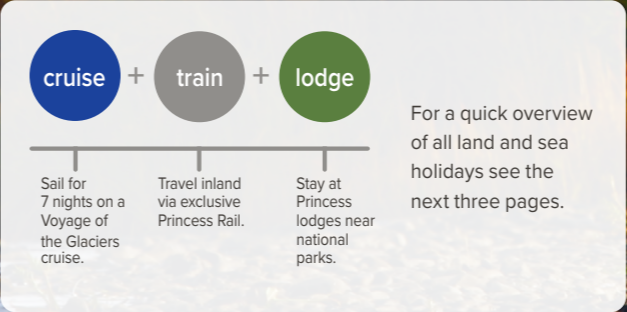 cruise + train + lodge
Sail for
7 nights on a
Voyage of
the Glaciers
cruise.
Travel inland
via exclusive
Princess Rail.
Stay at
Princess
lodges near
national
parks.
For a quick overview
of all land and sea
holidays see the
next three pages.